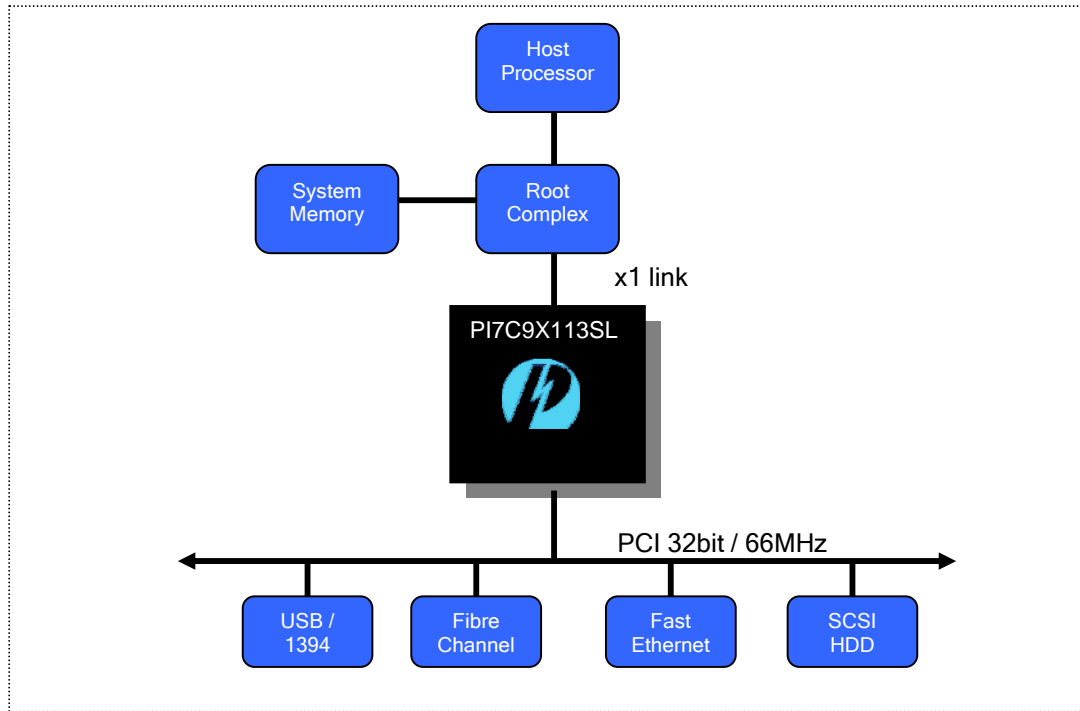 Host
Processor
System
Memory
Root
Complex
x1 link
PI7C9X113SL
PCI 32bit / 66MHz
USB /
1394
Fibre
Channel
Fast
Ethernet
SCSI
HDD